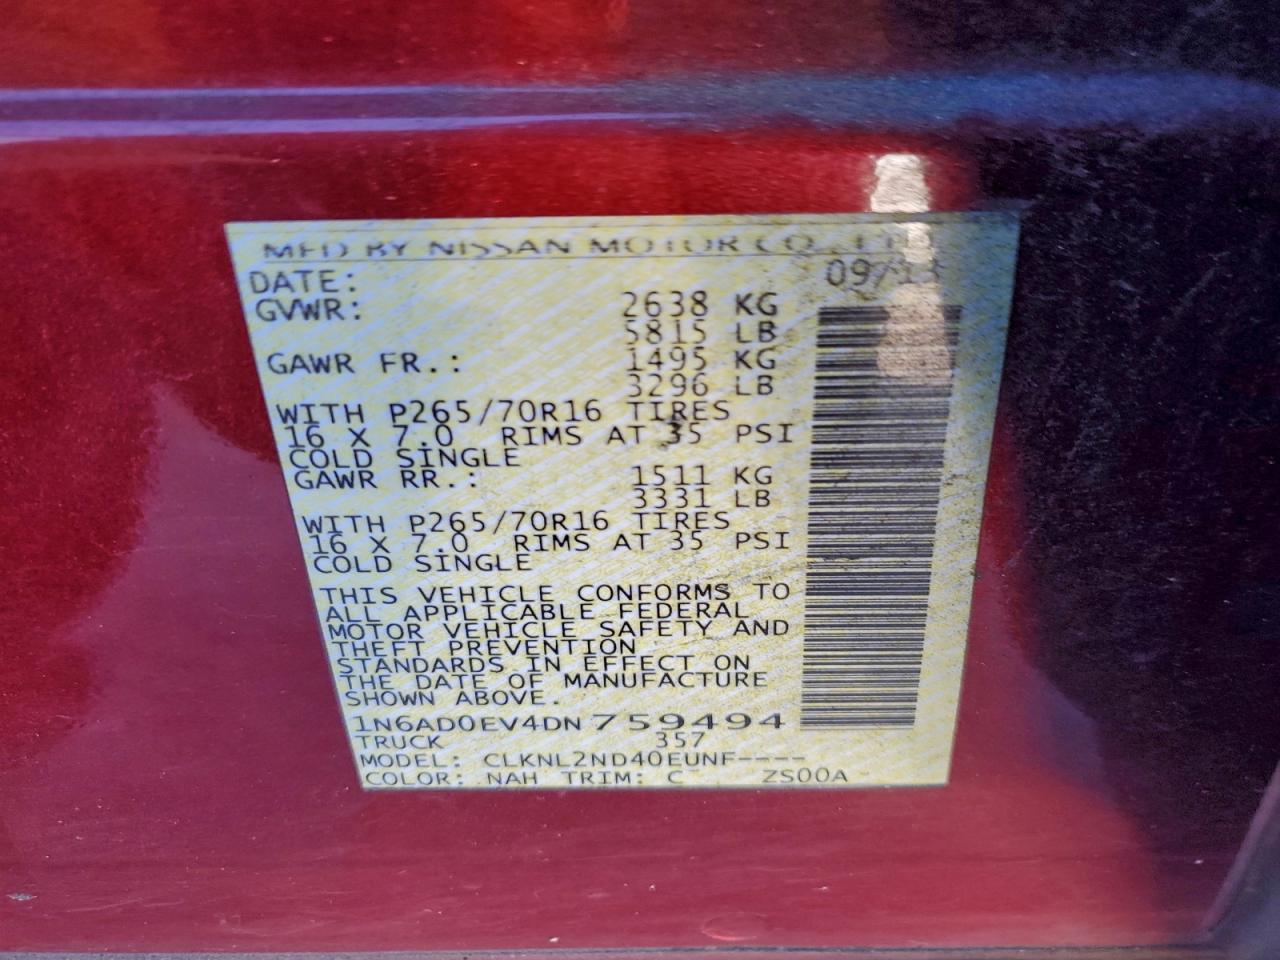 MFD BY NISSAN MOTOR CO., LTD.
DATE: 09/13
GVWR: 2638 KG
5815 LB
GAWR FR.: 1495 KG
3296 LB
WITH P265/70R16 TIRES
16 X 7.0 RIMS AT 35 PSI
COLD SINGLE
GAWR RR.: 1511 KG
3331 LB
WITH P265/70R16 TIRES
16 X 7.0 RIMS AT 35 PSI
COLD SINGLE
THIS VEHICLE CONFORMS TO
ALL APPLICABLE FEDERAL
MOTOR VEHICLE SAFETY AND
THEFT PREVENTION
STANDARDS IN EFFECT ON
THE DATE OF MANUFACTURE
SHOWN ABOVE.
1N6AD0EV4DN759494
TRUCK 357
MODEL: CLKNL2ND40EUNF----
COLOR: NAH TRIM: C ZS00A